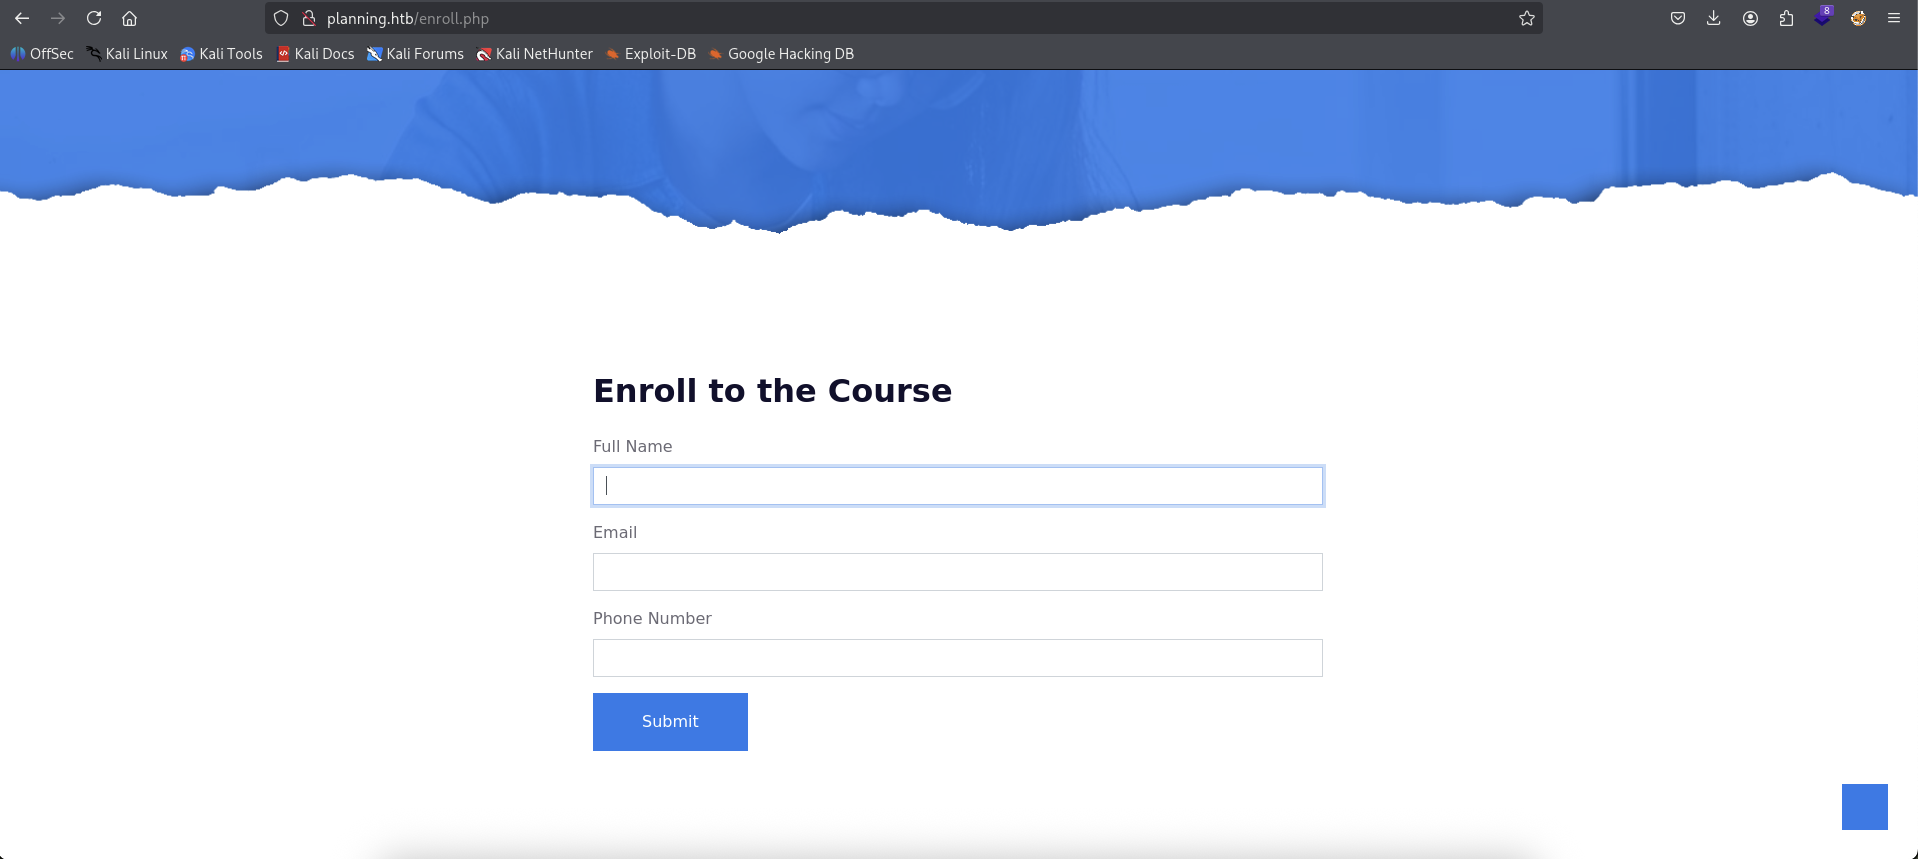 planning.htb/enroll.php
8
OffSec Kali Linux Kali Tools Kali Docs Kali Forums Kali NetHunter Exploit-DB Google Hacking DB
Enroll to the Course
Full Name
Email
Phone Number
Submit